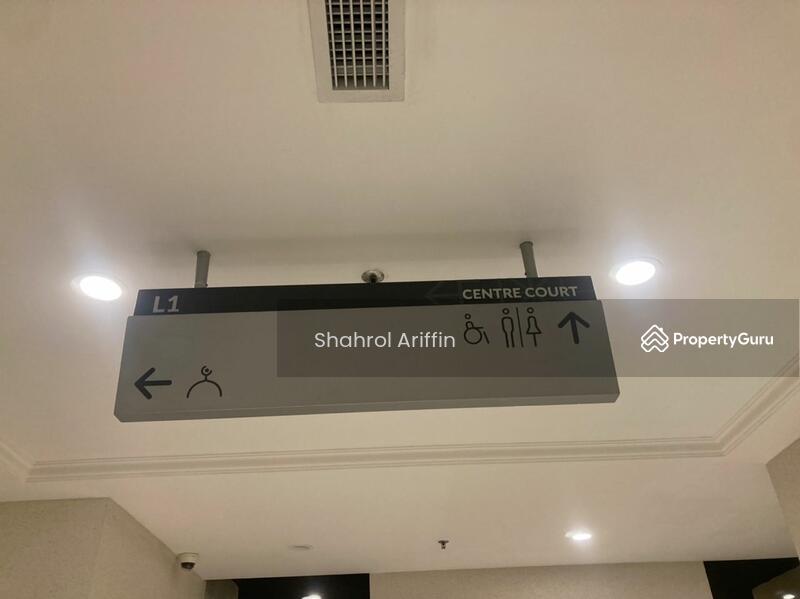 L1
CENTRE COURT
Shahrol Ariffin
PropertyGuru